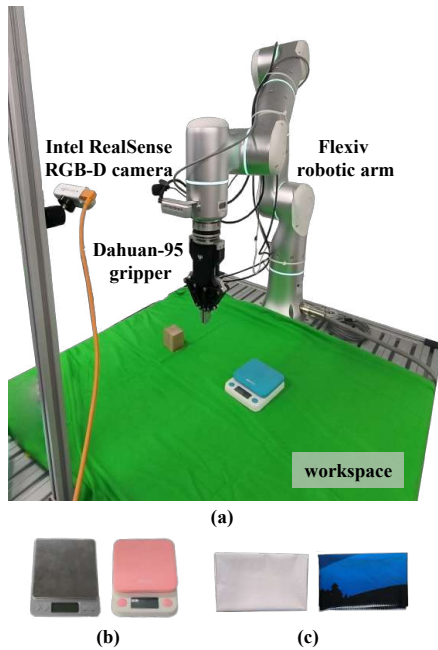 Intel RealSense
RGB-D camera
Flexiv
robotic arm
Dahuan-95
gripper
workspace
(a)
(b)
(c)